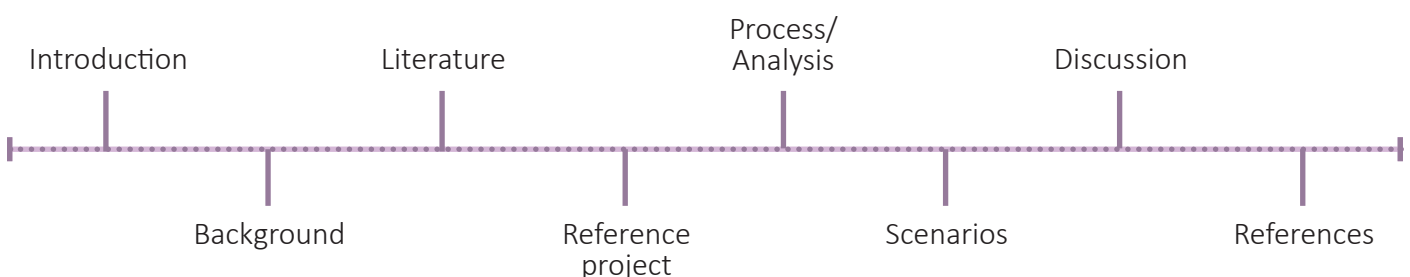 Introduction
Literature
Process/
Analysis
Discussion
Background
Reference
project
Scenarios
References